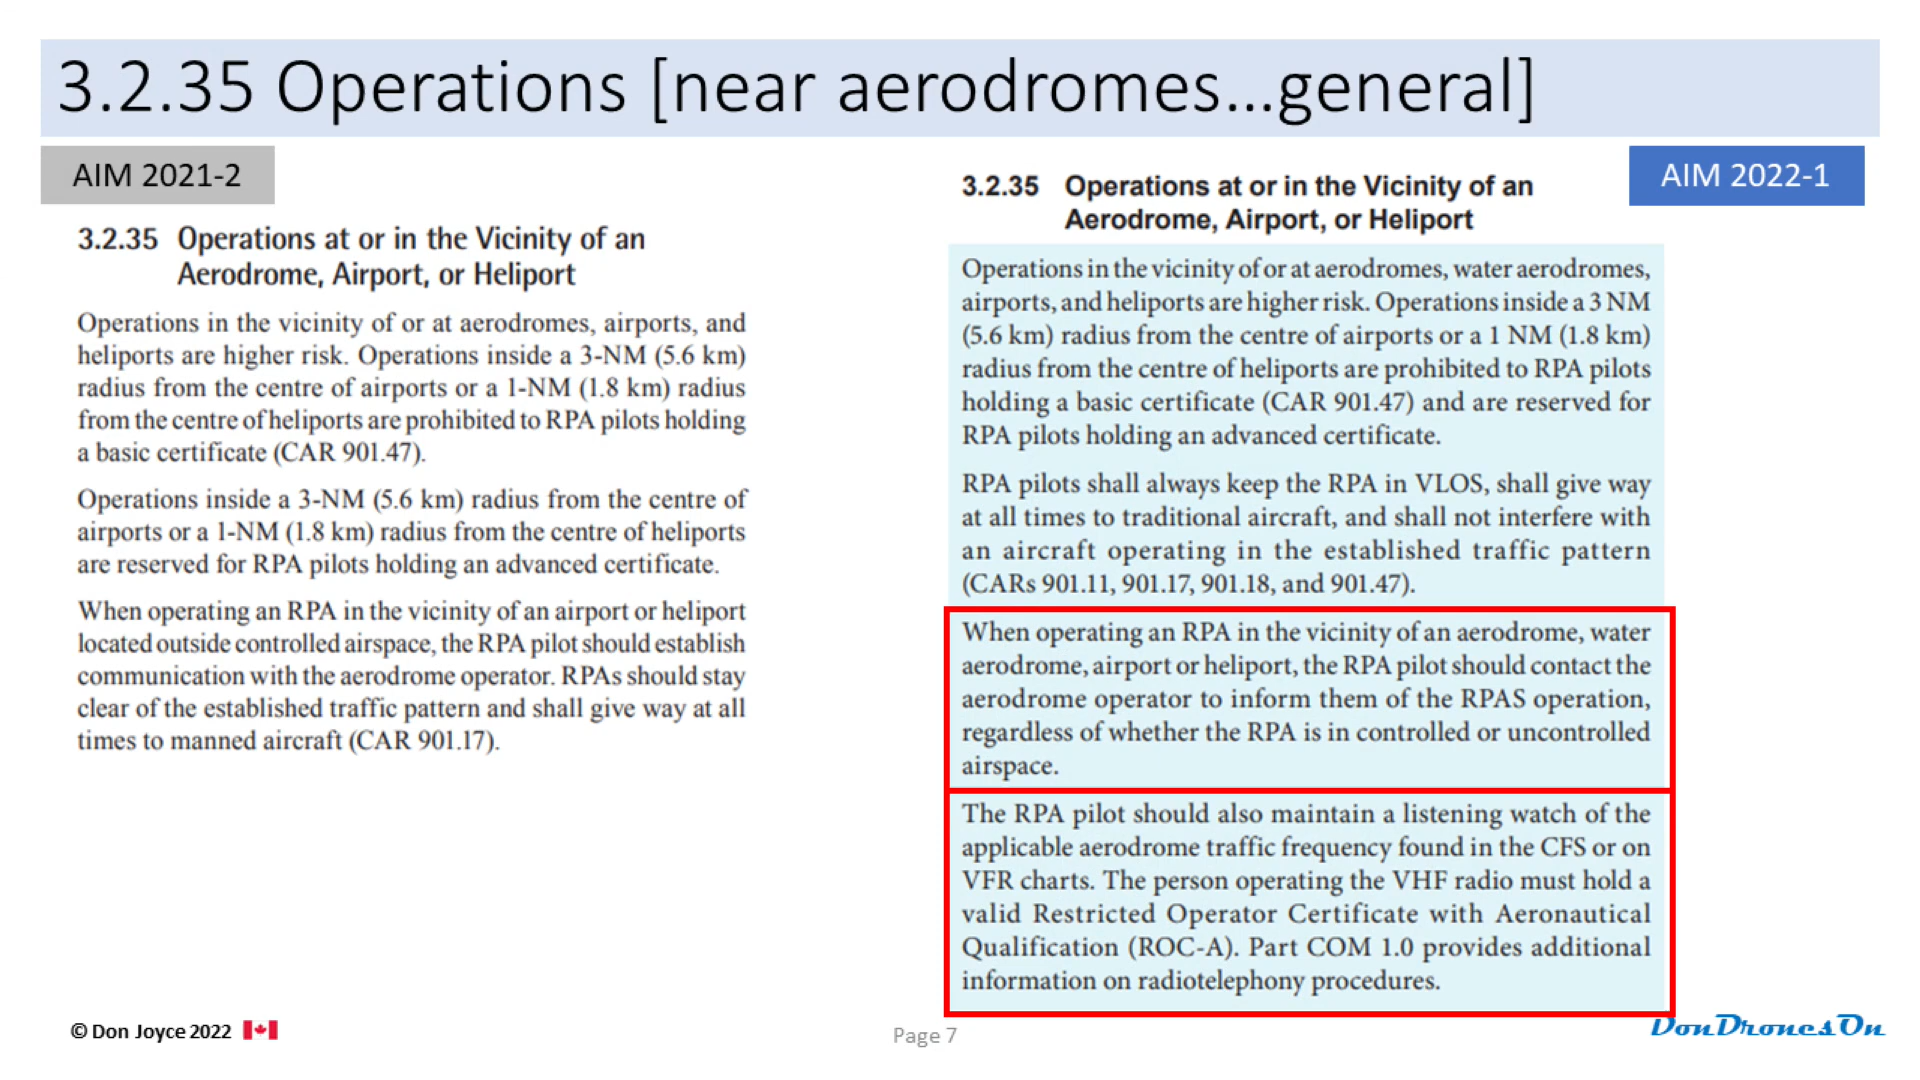 3.2.35 Operations [near aerodromes...general]
AIM 2021-2
3.2.35 Operations at or in the Vicinity of an
Aerodrome, Airport, or Heliport
Operations in the vicinity of or at aerodromes, airports, and
heliports are higher risk. Operations inside a 3-NM (5.6 km)
radius from the centre of airports or a 1-NM (1.8 km) radius
from the centre of heliports are prohibited to RPA pilots holding
a basic certificate (CAR 901.47).
Operations inside a 3-NM (5.6 km) radius from the centre of
airports or a 1-NM (1.8 km) radius from the centre of heliports
are reserved for RPA pilots holding an advanced certificate.
When operating an RPA in the vicinity of an airport or heliport
located outside controlled airspace, the RPA pilot should establish
communication with the aerodrome operator. RPAs should stay
clear of the established traffic pattern and shall give way at all
times to manned aircraft (CAR 901.17).
AIM 2022-1
3.2.35 Operations at or in the Vicinity of an
Aerodrome, Airport, or Heliport
Operations in the vicinity of or at aerodromes, water aerodromes,
airports, and heliports are higher risk. Operations inside a 3 NM
(5.6 km) radius from the centre of airports or a 1 NM (1.8 km)
radius from the centre of heliports are prohibited to RPA pilots
holding a basic certificate (CAR 901.47) and are reserved for
RPA pilots holding an advanced certificate.
RPA pilots shall always keep the RPA in VLOS, shall give way
at all times to traditional aircraft, and shall not interfere with
an aircraft operating in the established traffic pattern
(CARs 901.11, 901.17, 901.18, and 901.47).
When operating an RPA in the vicinity of an aerodrome, water
aerodrome, airport or heliport, the RPA pilot should contact the
aerodrome operator to inform them of the RPAS operation,
regardless of whether the RPA is in controlled or uncontrolled
airspace.
The RPA pilot should also maintain a listening watch of the
applicable aerodrome traffic frequency found in the CFS or on
VFR charts. The person operating the VHF radio must hold a
valid Restricted Operator Certificate with Aeronautical
Qualification (ROC-A). Part COM 1.0 provides additional
information on radiotelephony procedures.
© Don Joyce 2022
Page 7
DonDronesOn